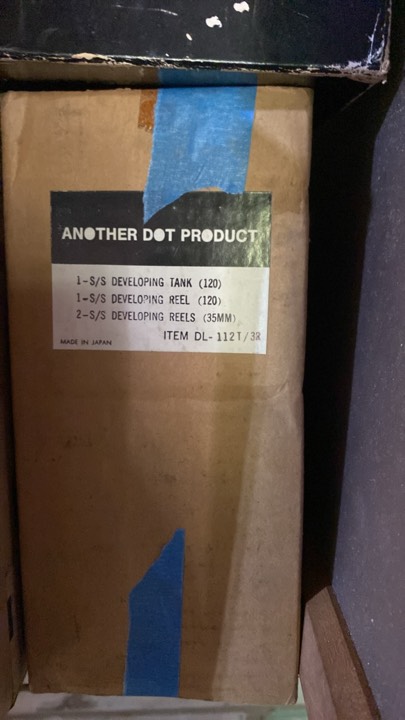 ANOTHER DOT PRODUCT
1-S/S DEVELOPING TANK (120)
1-S/S DEVELOPING REEL (120)
2-S/S DEVELOPING REELS (35MM)
ITEM DL-112T/3R
MADE IN JAPAN